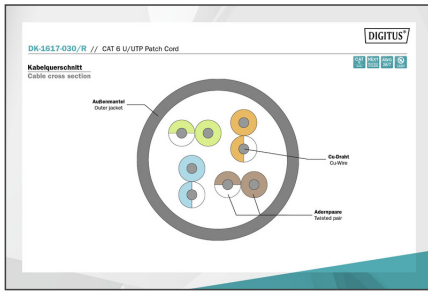 DIGITUS®
DK-1617-030/R // CAT 6 U/UTP Patch Cord
Kabelquerschnitt
Cable cross section
Außenmantel
Outer jacket
Cu-Draht
Cu-Wire
Adernpaare
Twisted pair